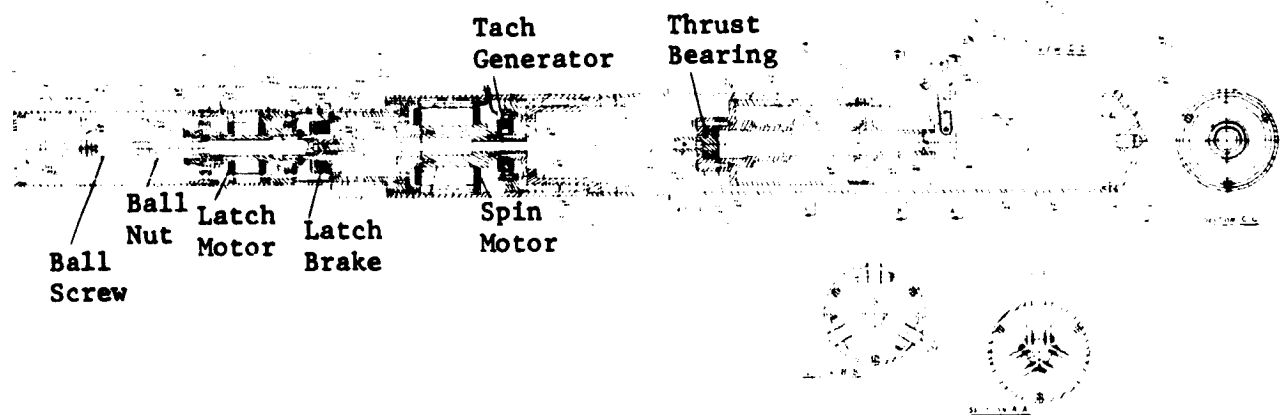 Tach
Generator
Thrust
Bearing
Ball
Nut
Latch
Motor
Latch
Brake
Spin
Motor
Ball
Screw